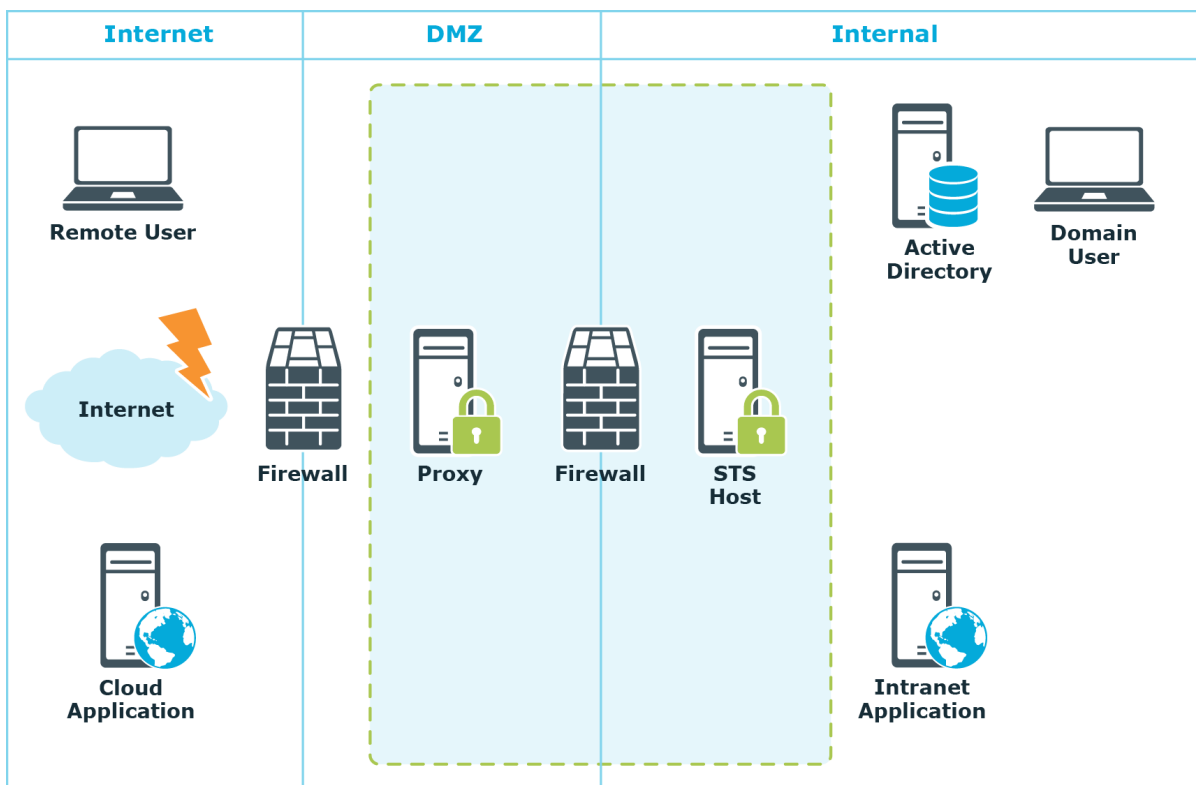 Internet
DMZ
Internal
Remote User
Active
Directory
Domain
User
Internet
Firewall
Proxy
Firewall
STS
Host
Cloud
Application
Intranet
Application